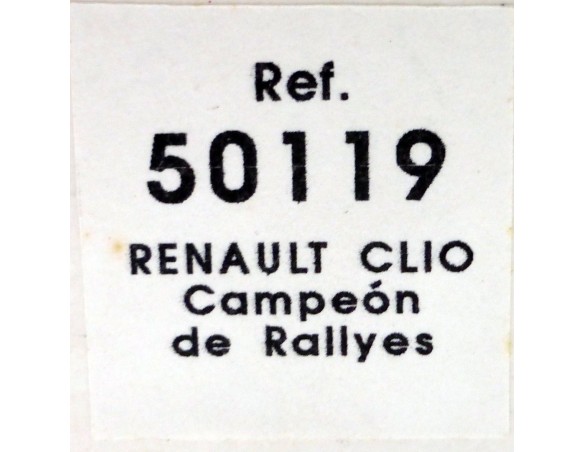 Ref.
50119
RENAULT CLIO
Campeón
de Rallyes